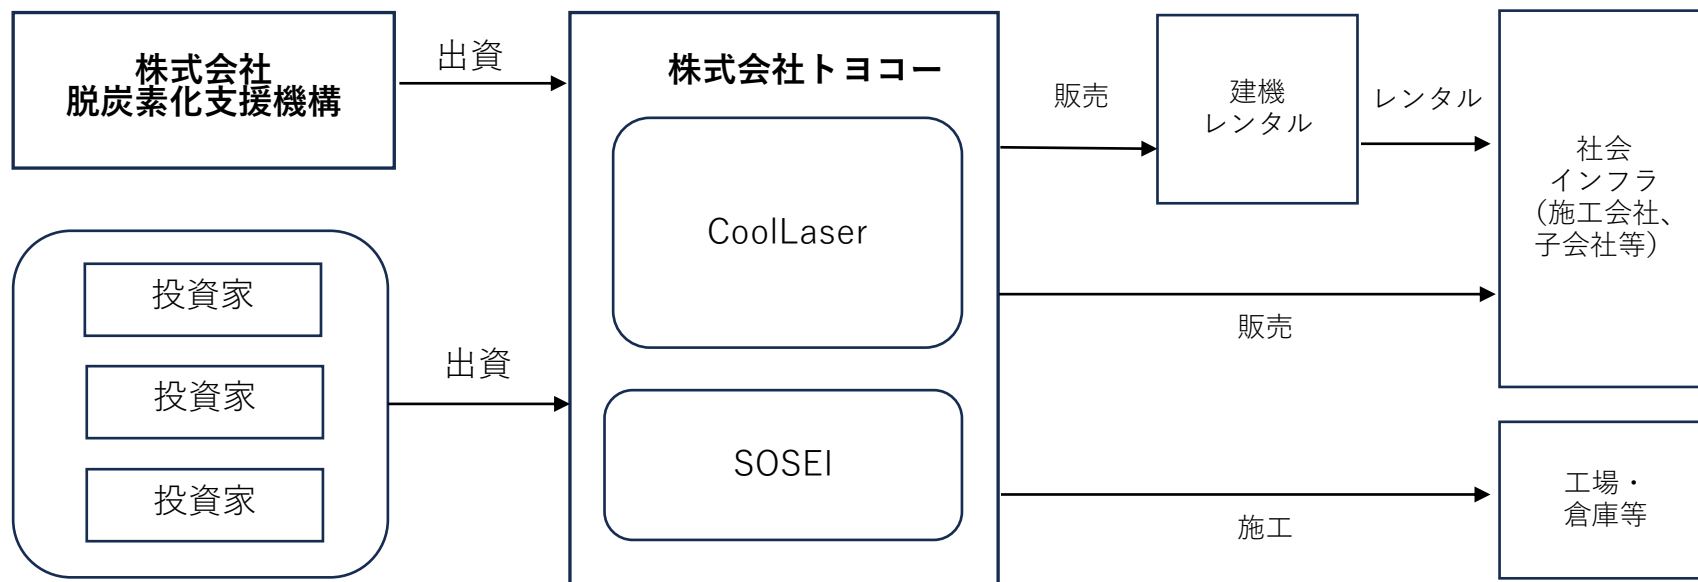 株式会社
脱炭素化支援機構
出資
投資家
投資家
投資家
出資
株式会社トヨコー
CoolLaser
SOSEI
販売
建機
レンタル
レンタル
社会
インフラ
（施工会社、
子会社等）
販売
施工
工場・
倉庫等